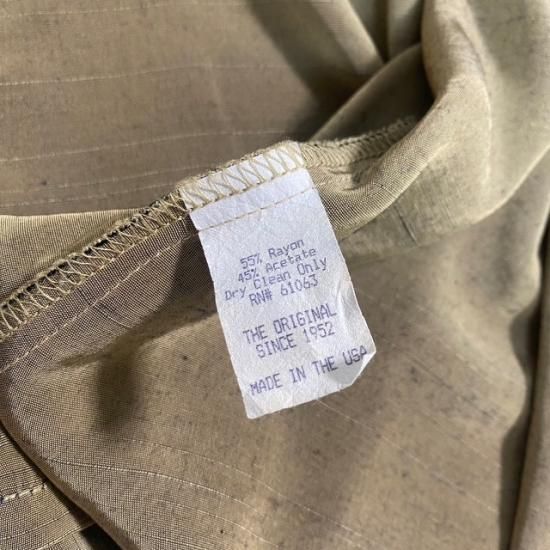 55% Rayon
45% Acetate
Dry Clean Only
RN# 61063
THE ORIGINAL
SINCE 1952
MADE IN THE USA